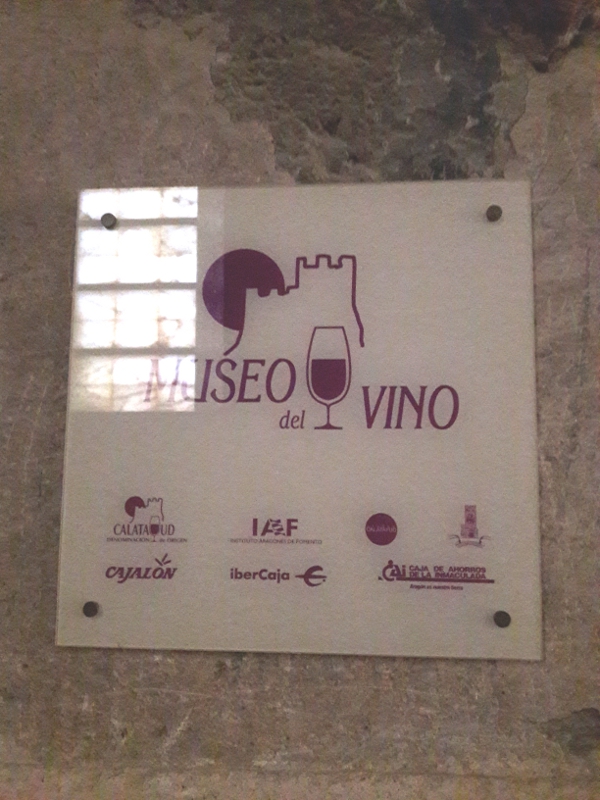 MUSEO
del
VINO
CALATAYUD
DENOMINACIÓN de ORIGEN
IAF
INSTITUTO ARAGONÉS DE FOMENTO
CAJALÓN
iberCaja
CAi CAJA DE AHORROS
DE LA INMACULADA